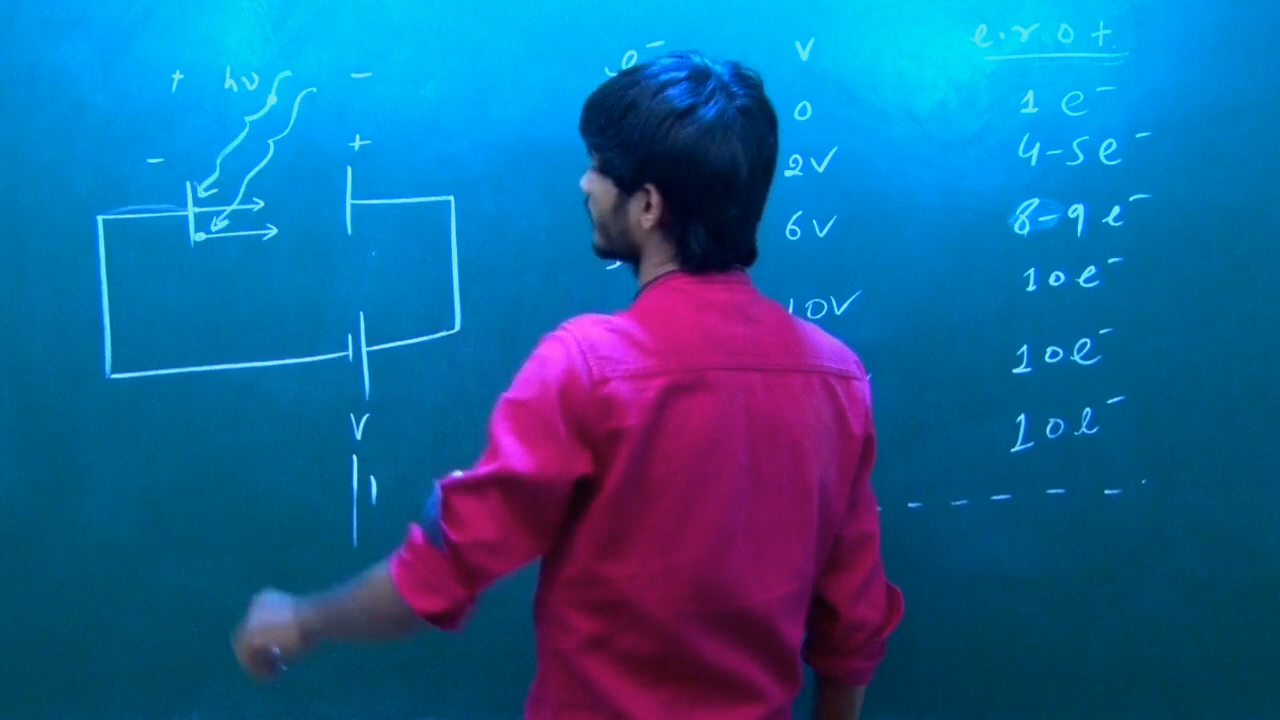 + hν −
+
−
V
e⁻ V e.r.o t
0 1 e⁻
2V 4-5 e⁻
6V 8-9 e⁻
10V 10 e⁻
10 e⁻
10 e⁻